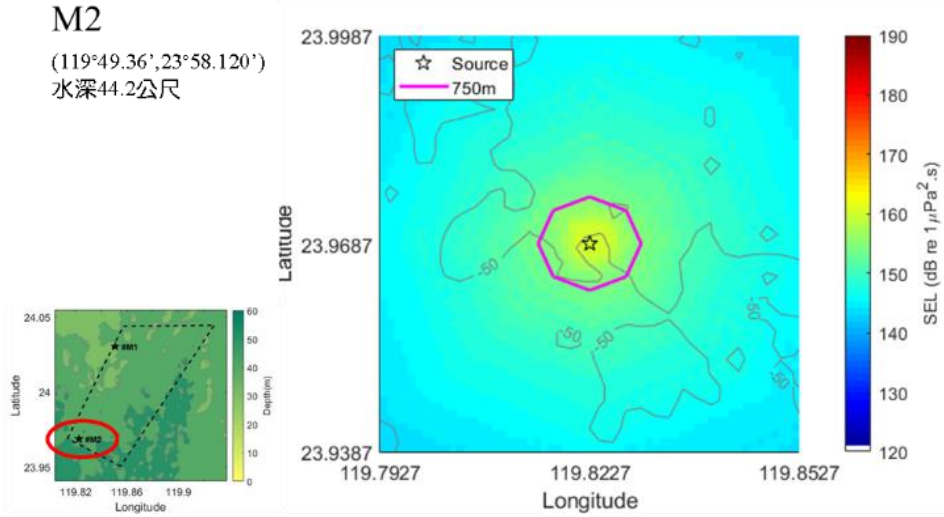 M2
(119°49.36’,23°58.120’)
水深44.2公尺
23.9987
23.9687
23.9387
Latitude
119.7927
119.8227
119.8527
Longitude
Source
750m
-50
-50
-50
-50
-50
190
180
170
160
150
140
130
120
SEL (dB re 1μPa².s)
24.05
24
23.95
Latitude
119.82
119.86
119.9
Longitude
#M1
#M2
60
50
40
30
20
10
0
Depth(m)